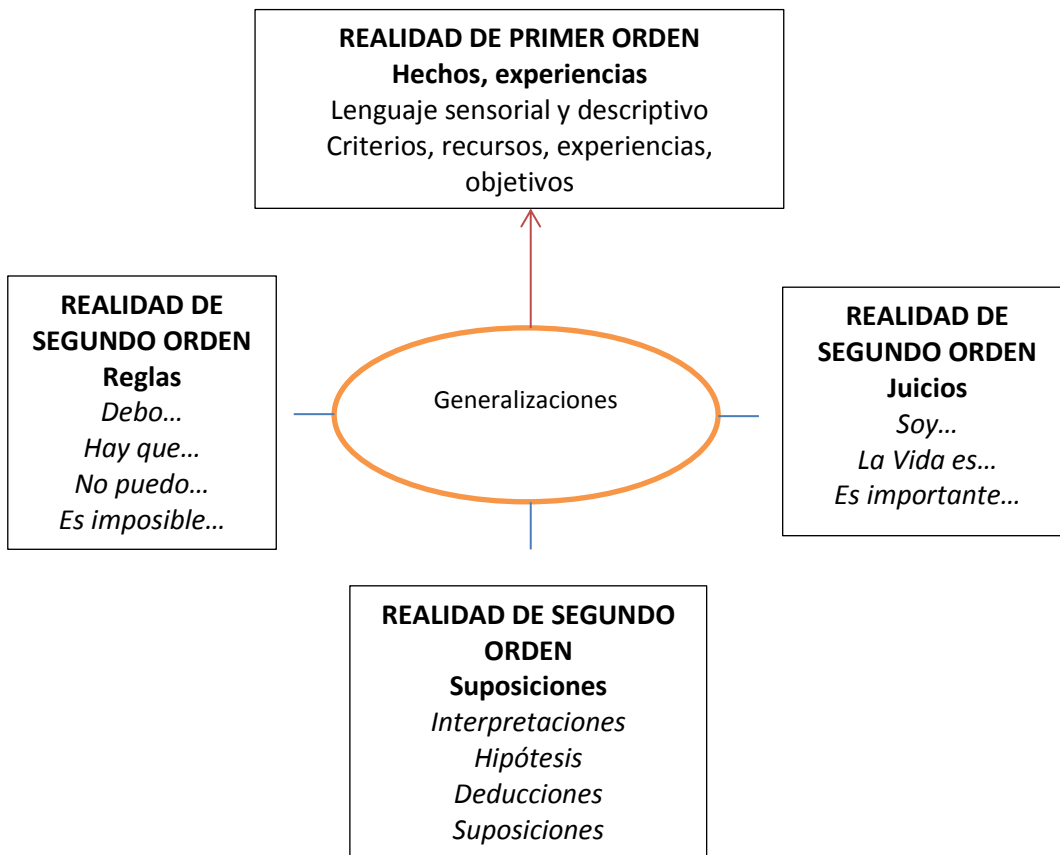 REALIDAD DE PRIMER ORDEN
Hechos, experiencias
Lenguaje sensorial y descriptivo
Criterios, recursos, experiencias,
objetivos
REALIDAD DE
SEGUNDO ORDEN
Reglas
Debo…
Hay que…
No puedo…
Es imposible…
Generalizaciones
REALIDAD DE
SEGUNDO ORDEN
Juicios
Soy…
La Vida es…
Es importante…
REALIDAD DE SEGUNDO
ORDEN
Suposiciones
Interpretaciones
Hipótesis
Deducciones
Suposiciones